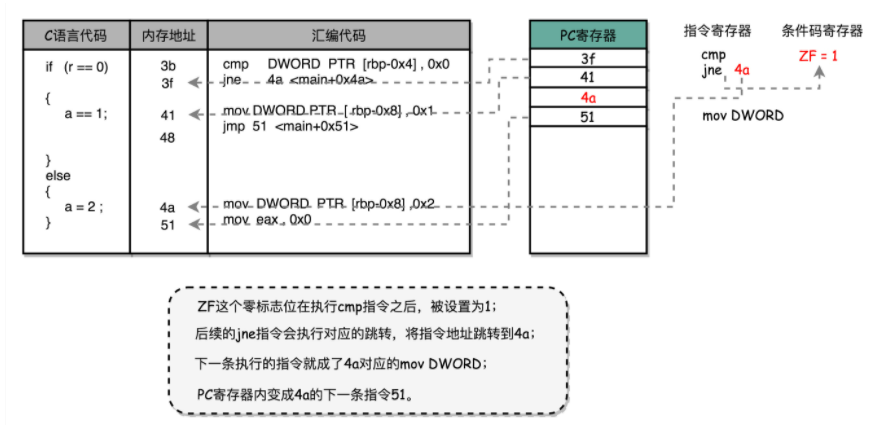 C语言代码 内存地址 汇编代码 PC寄存器 指令寄存器 条件码寄存器
if (r == 0) 3b cmp DWORD PTR [rbp-0x4] , 0x0 3f cmp ZF = 1
3f jne 4a <main+0x4a> 41 jne 4a
{ 4a
a == 1; 41 mov DWORD PTR [ rbp-0x8] , 0x1 51 mov DWORD
48 jmp 51 <main+0x51>
}
else
{
a = 2 ; 4a mov DWORD PTR [rbp-0x8] ,0x2
} 51 mov eax , 0x0
ZF这个零标志位在执行cmp指令之后，被设置为1；
后续的jne指令会执行对应的跳转，将指令地址跳转到4a；
下一条执行的指令就成了4a对应的mov DWORD；
PC寄存器内变成4a的下一条指令51。